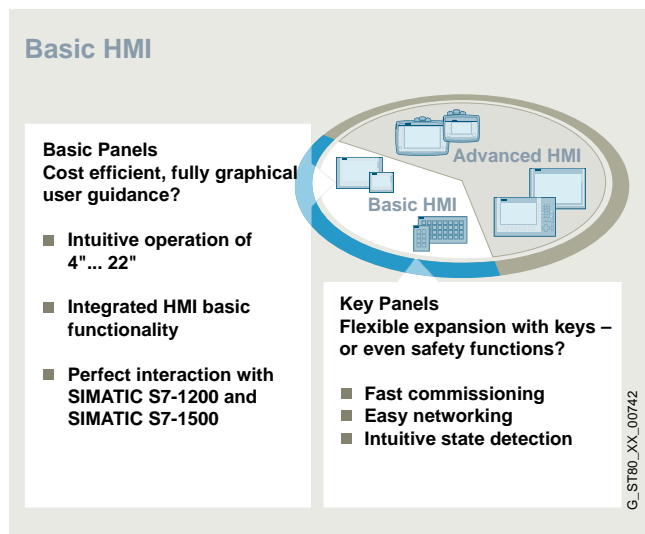 Basic HMI
Basic Panels
Cost efficient, fully graphical
user guidance?
Intuitive operation of
4"... 22"
Integrated HMI basic
functionality
Perfect interaction with
SIMATIC S7-1200 and
SIMATIC S7-1500
Advanced HMI
Basic HMI
Key Panels
Flexible expansion with keys –
or even safety functions?
Fast commissioning
Easy networking
Intuitive state detection
G_ST80_XX_00742